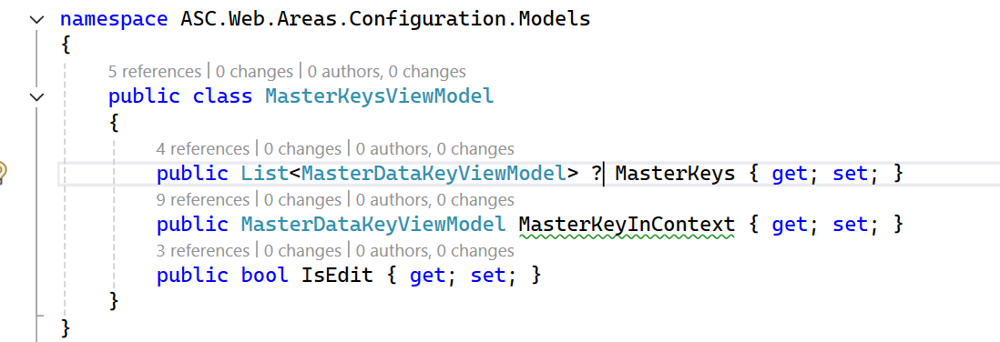 namespace ASC.Web.Areas.Configuration.Models
{
5 references | 0 changes | 0 authors, 0 changes
public class MasterKeysViewModel
{
4 references | 0 changes | 0 authors, 0 changes
public List<MasterDataKeyViewModel> ? MasterKeys { get; set; }
9 references | 0 changes | 0 authors, 0 changes
public MasterDataKeyViewModel MasterKeyInContext { get; set; }
3 references | 0 changes | 0 authors, 0 changes
public bool IsEdit { get; set; }
}
}